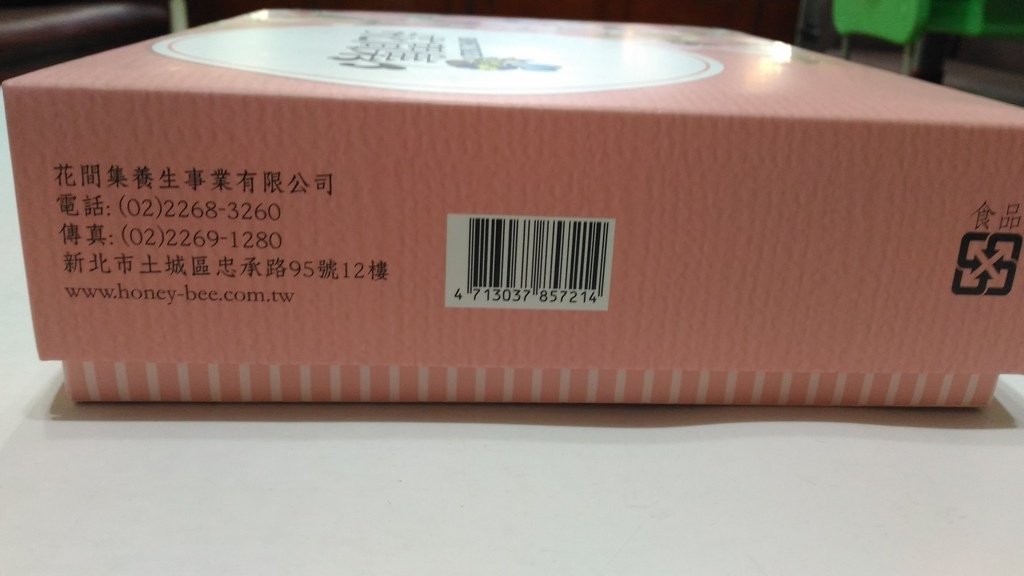 花間集養生事業有限公司
電話: (02)2268-3260
傳真: (02)2269-1280
新北市土城區忠承路95號12樓
www.honey-bee.com.tw
4 713037 857214
食品